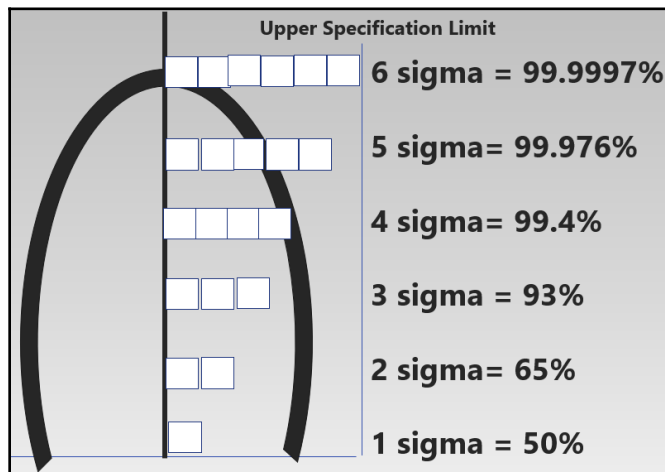 Upper Specification Limit
6 sigma = 99.9997%
5 sigma= 99.976%
4 sigma= 99.4%
3 sigma = 93%
2 sigma= 65%
1 sigma = 50%